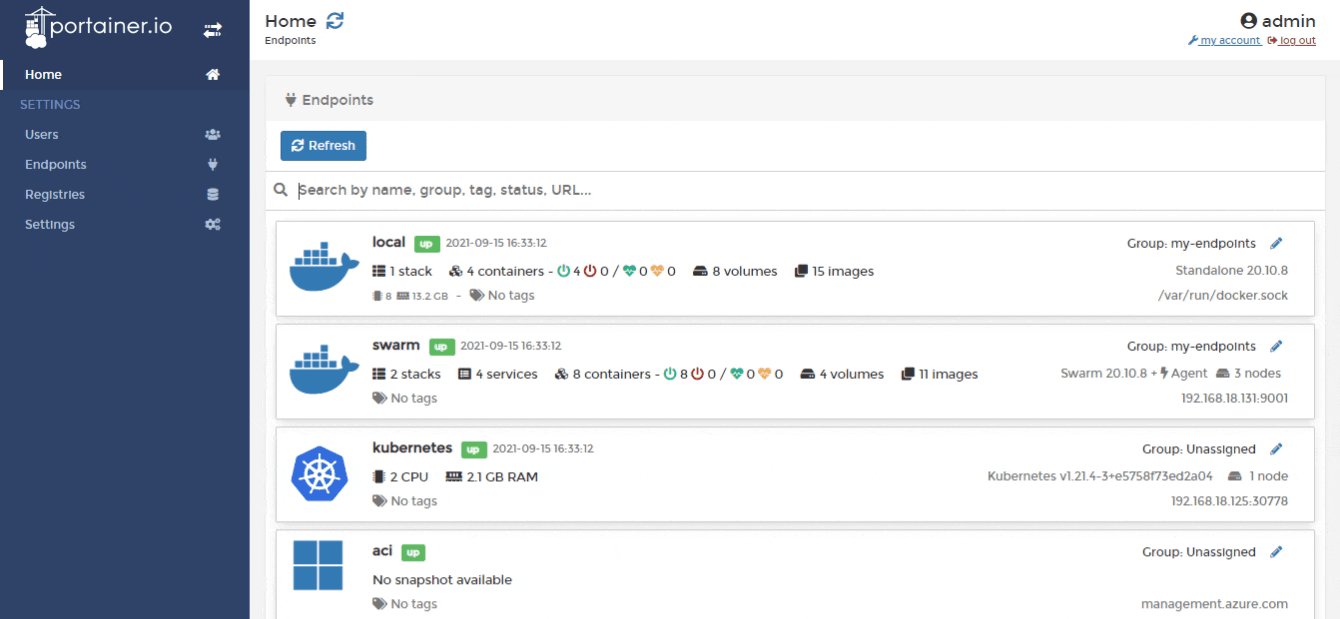 portainer.io
Home
SETTINGS
Users
Endpoints
Registries
Settings
Home
Endpoints
admin
my account log out
Endpoints
Refresh
Search by name, group, tag, status, URL...
local up 2021-09-15 16:33:12 Group: my-endpoints
1 stack 4 containers - 4 0 / 0 0 8 volumes 15 images Standalone 20.10.8
8 13.2 GB - No tags /var/run/docker.sock
swarm up 2021-09-15 16:33:12 Group: my-endpoints
2 stacks 4 services 8 containers - 8 0 / 0 0 4 volumes 11 images Swarm 20.10.8 + Agent 3 nodes
No tags 192.168.18.131:9001
kubernetes up 2021-09-15 16:33:12 Group: Unassigned
2 CPU 2.1 GB RAM Kubernetes v1.21.4-3+e5758f73ed2a04 1 node
No tags 192.168.18.125:30778
aci up Group: Unassigned
No snapshot available
No tags management.azure.com